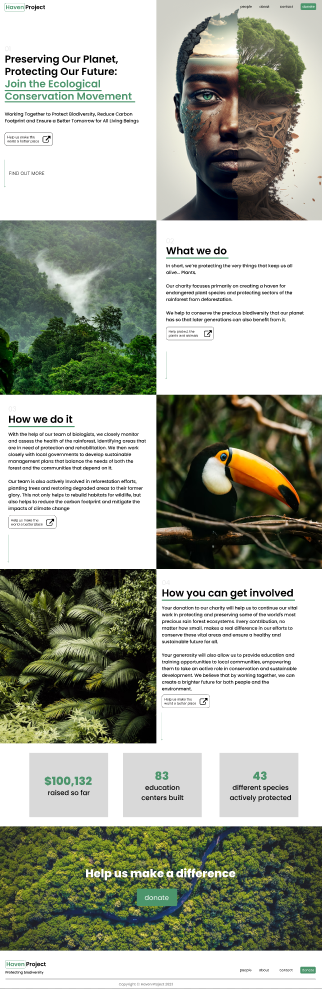 Haven Project
people about contact donate
Preserving Our Planet,
Protecting Our Future:
Join the Ecological
Conservation Movement
Working Together to Protect Biodiversity, Reduce Carbon
Footprint and Ensure a Better Tomorrow for All Living Beings
Help us make the
world a better place
FIND OUT MORE
What we do
In short, we're protecting the very things that keep us all
alive... Plants.
Our charity focuses primarily on creating a haven for
endangered plant species and protecting sectors of the
rainforest from deforestation.
We help to conserve the precious biodiversity that our planet
has so that later generations can also benefit from it.
Help protect the
plants and animals
How we do it
With the help of our team of biologists, we closely monitor
and assess the health of the rainforest, identifying areas that
are in need of protection and rehabilitation. We then work
closely with local governments to develop sustainable
management plans that balance the needs of both the
forest and the communities that depend on it.
Our team is also actively involved in reforestation efforts,
planting trees and restoring degraded areas to their former
glory. This not only helps to rebuild habitats for wildlife, but
also helps to reduce the carbon footprint and mitigate the
impacts of climate change
Help us make the
world a better place
How you can get involved
Your donation to our charity will help us to continue our vital
work in protecting and preserving some of the world's most
precious rain forest ecosystems. Every contribution, no
matter how small, makes a real difference in our efforts to
conserve these vital areas and ensure a healthy and
sustainable future for all.
Your generosity will also allow us to provide education and
training opportunities to local communities, empowering
them to take an active role in conservation and sustainable
development. We believe that by working together, we can
create a brighter future for both people and the
environment.
Help us make the
world a better place
$100,132
raised so far
83
education
centers built
43
different species
actively protected
Help us make a difference
donate
Haven Project
Protecting biodiversity
people about contact donate
Copyright © Haven Project 2023